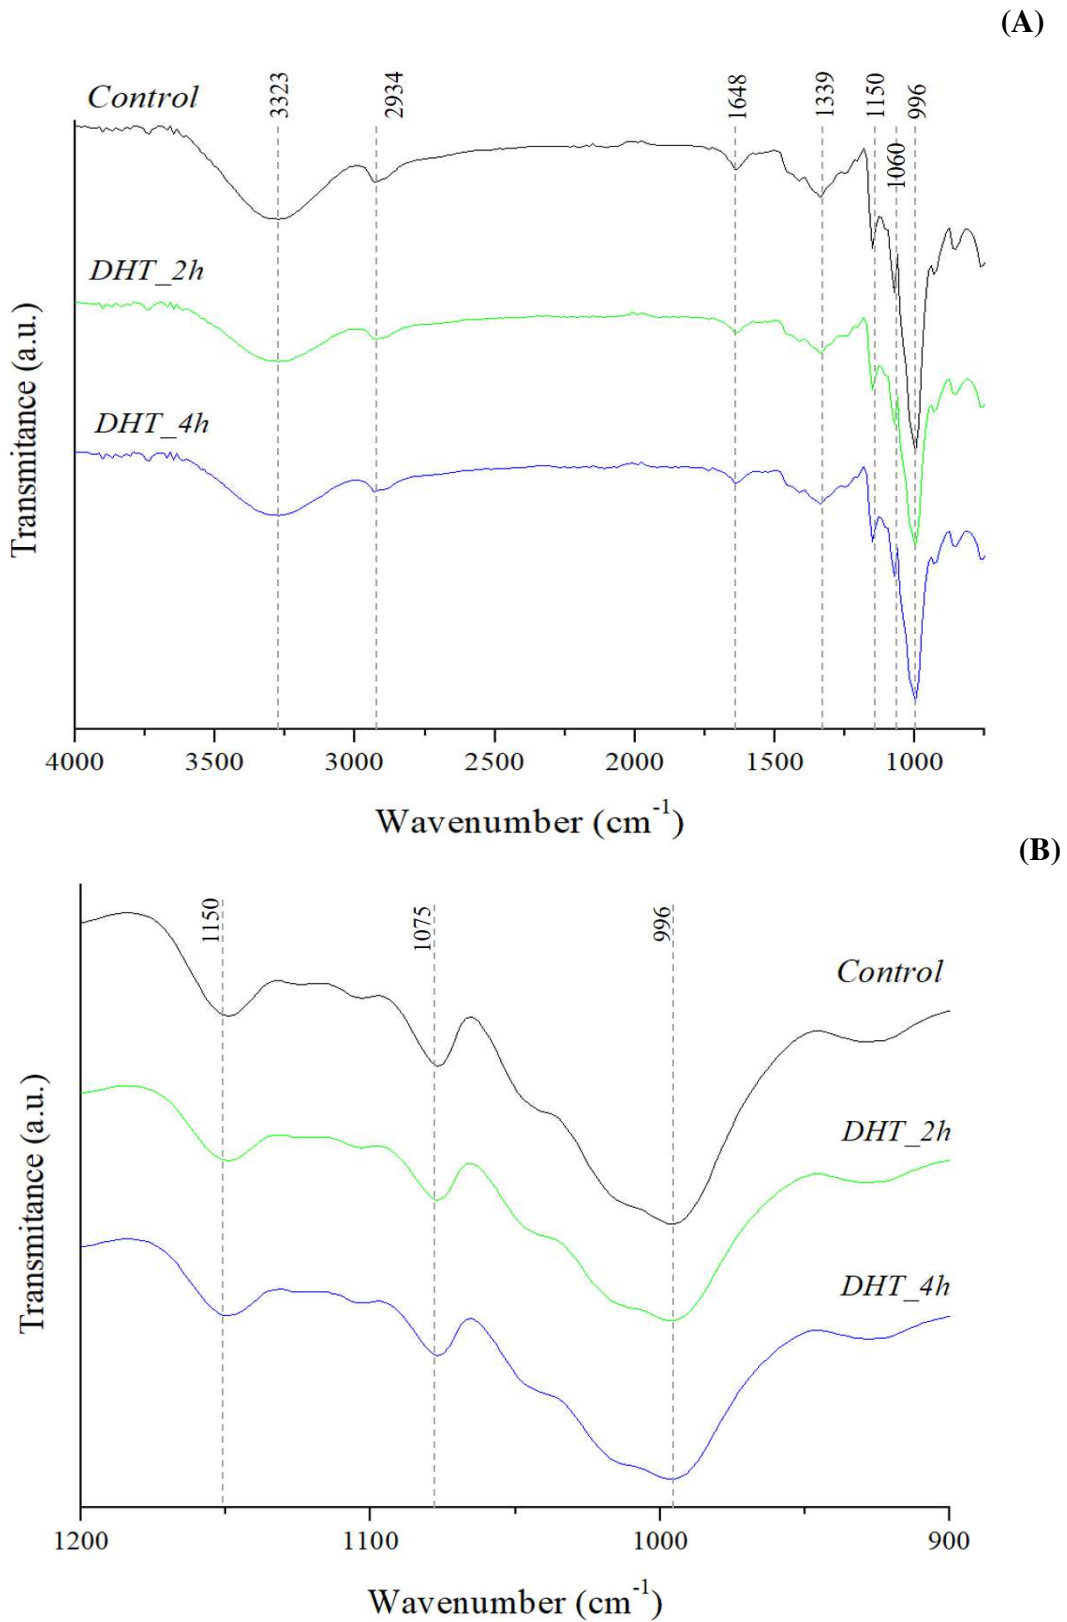 (A)
3323
2934
1648
1339
1150
1060
996
Control
DHT_2h
DHT_4h
Transmitance (a.u.)
4000 3500 3000 2500 2000 1500 1000
Wavenumber (cm⁻¹)
(B)
1150
1075
996
Control
DHT_2h
DHT_4h
Transmitance (a.u.)
1200 1100 1000 900
Wavenumber (cm⁻¹)